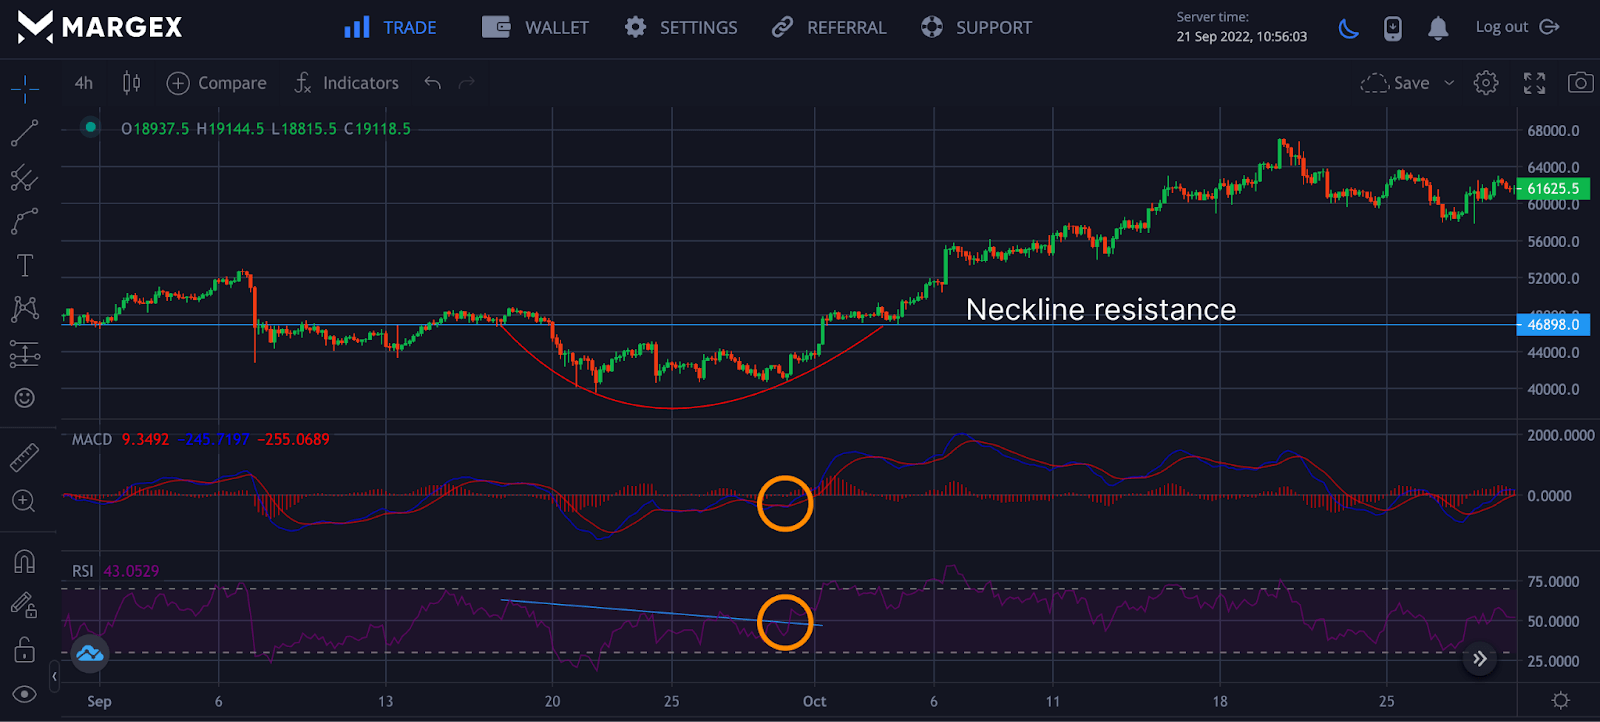 MARGEX
TRADE
WALLET
SETTINGS
REFERRAL
SUPPORT
Server time:
21 Sep 2022, 10:56:03
Log out
4h
Compare
Indicators
Save
O18937.5 H19144.5 L18815.5 C19118.5
68000.0
64000.0
61625.5
60000.0
56000.0
52000.0
48000.0
Neckline resistance
46898.0
44000.0
40000.0
MACD 9.3492 −245.7197 −255.0689
2000.0000
0.0000
RSI 43.0529
75.0000
50.0000
25.0000
Sep 6 13 20 25 Oct 6 11 18 25